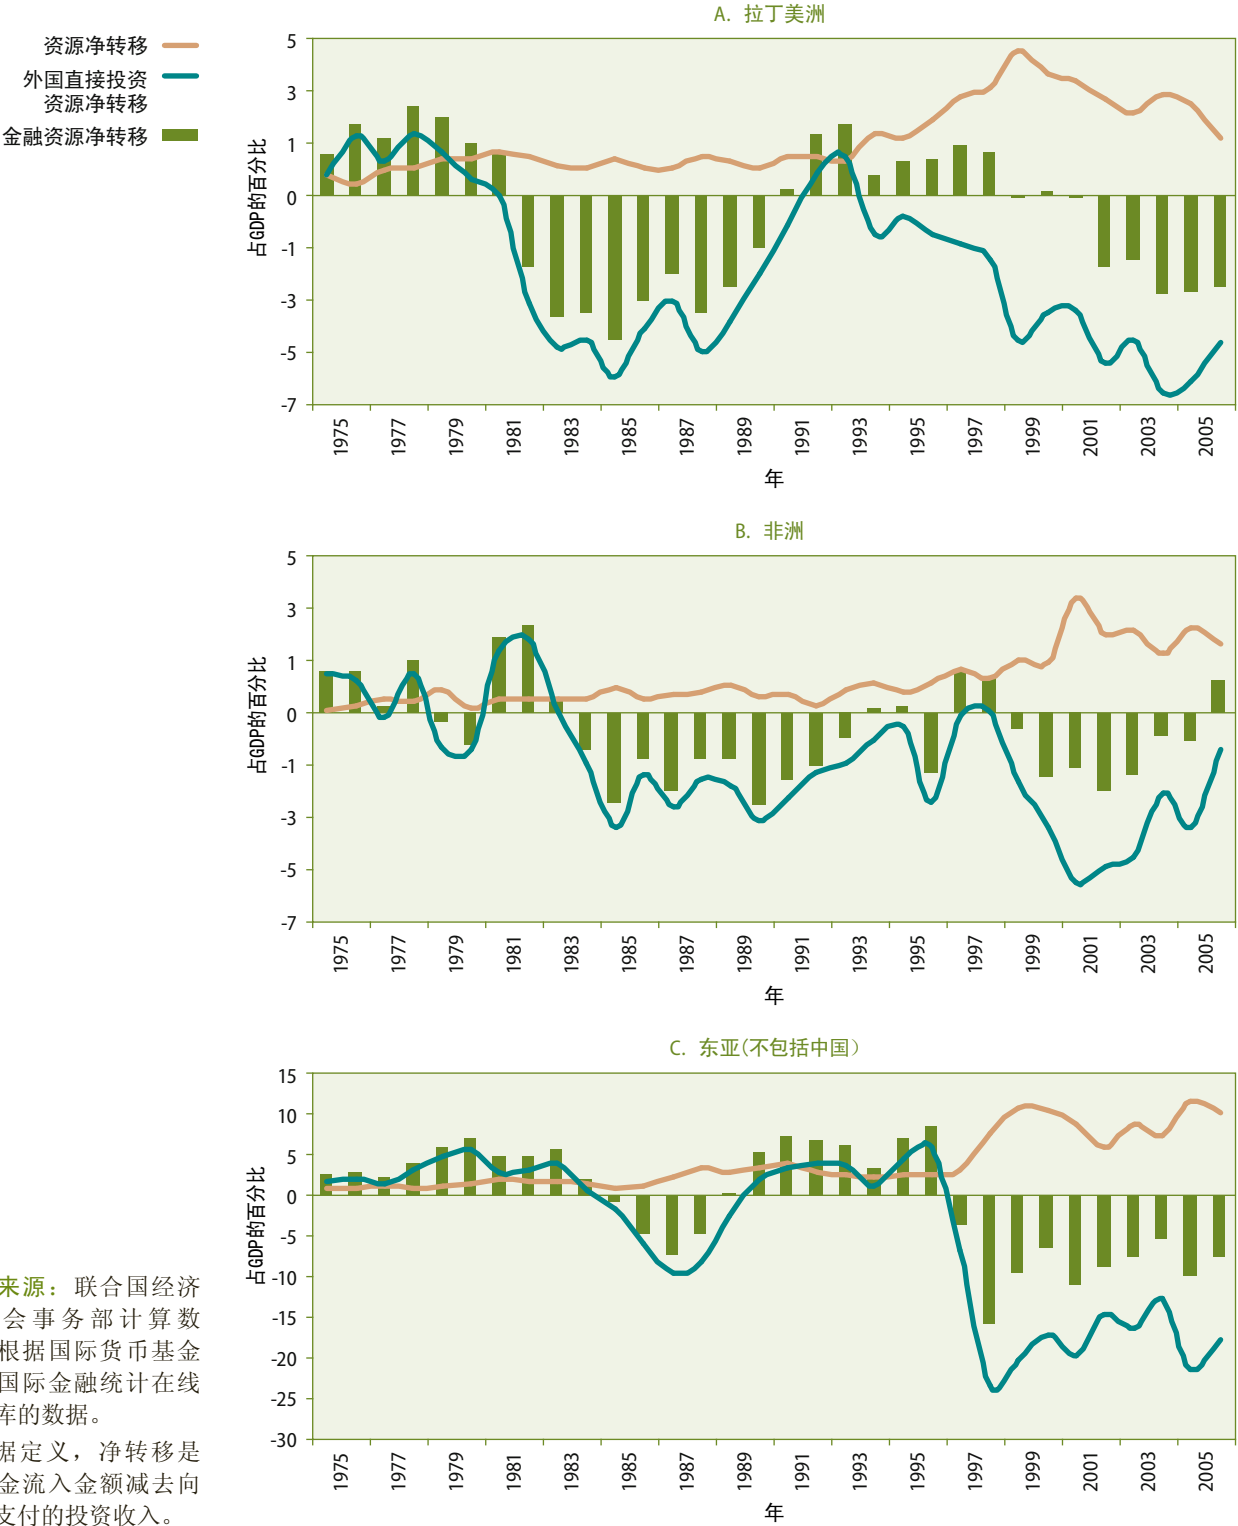 A. 拉丁美洲
资源净转移
外国直接投资
资源净转移
金融资源净转移
占GDP的百分比
5
3
1
0
-1
-3
-5
-7
1975 1977 1979 1981 1983 1985 1987 1989 1991 1993 1995 1997 1999 2001 2003 2005
年
B. 非洲
占GDP的百分比
5
3
1
0
-1
-3
-5
-7
1975 1977 1979 1981 1983 1985 1987 1989 1991 1993 1995 1997 1999 2001 2003 2005
年
C. 东亚(不包括中国)
占GDP的百分比
15
10
5
0
-5
-10
-15
-20
-25
-30
1975 1977 1979 1981 1983 1985 1987 1989 1991 1993 1995 1997 1999 2001 2003 2005
年
来源：联合国经济
会事务部计算数
根据国际货币基金
国际金融统计在线
库的数据。
据定义，净转移是
金流入金额减去向
支付的投资收入。